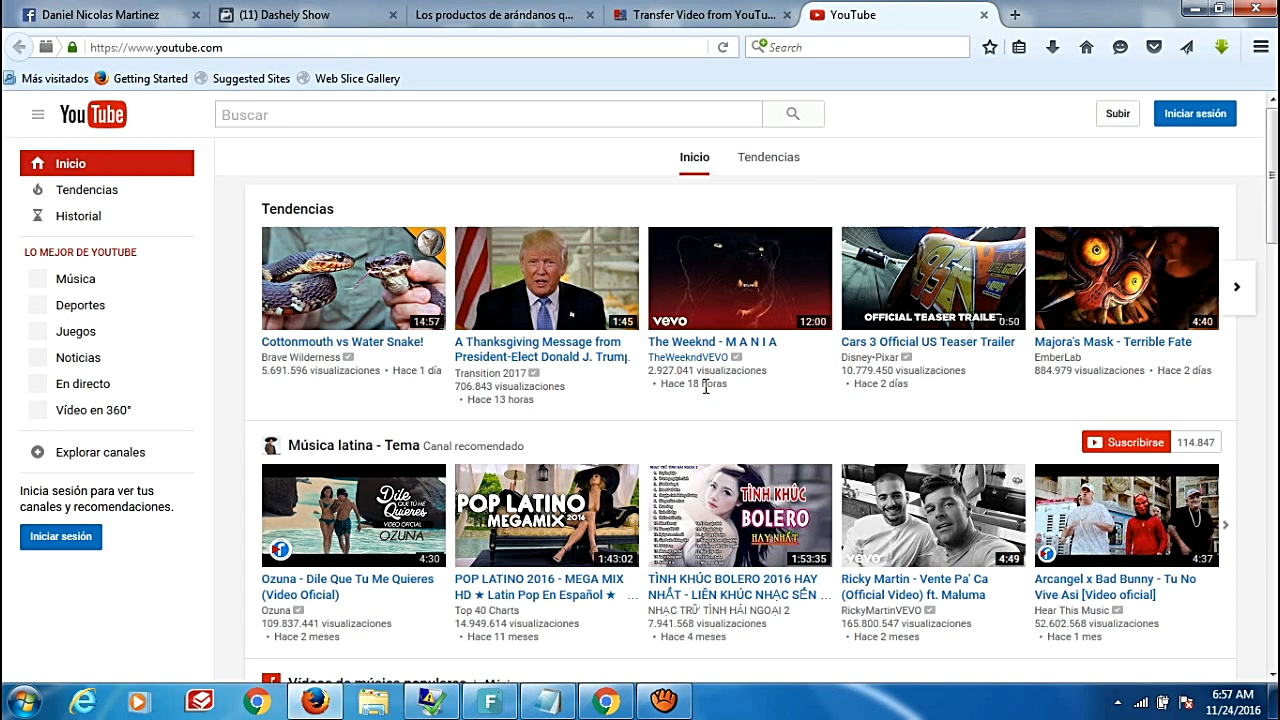 Daniel Nicolas Martinez
(11) Dashely Show
Los productos de arándano q...
Transfer Video from YouTu...
YouTube
https://www.youtube.com
Search
Más visitados
Getting Started
Suggested Sites
Web Slice Gallery
YouTube
Buscar
Subir
Iniciar sesión
Inicio
Tendencias
Historial
LO MEJOR DE YOUTUBE
Música
Deportes
Juegos
Noticias
En directo
Vídeo en 360°
Explorar canales
Inicia sesión para ver tus
canales y recomendaciones.
Iniciar sesión
Inicio Tendencias
Tendencias
14:57
1:45
vevo 12:00
OFFICIAL TEASER TRAILER 0:50
4:40
Cottonmouth vs Water Snake!
Brave Wilderness
5.691.596 visualizaciones • Hace 1 día
A Thanksgiving Message from
President-Elect Donald J. Trump
Transition 2017
706.843 visualizaciones
• Hace 13 horas
The Weeknd - M A N I A
TheWeekndVEVO
2.927.041 visualizaciones
• Hace 18 horas
Cars 3 Official US Teaser Trailer
Disney•Pixar
10.779.450 visualizaciones
• Hace 2 días
Majora's Mask - Terrible Fate
EmberLab
884.979 visualizaciones • Hace 2 días
Música latina - Tema Canal recomendado
Suscribirse 114.847
Dile
que tu me
Quieres
VIDEO OFICIAL
OZUNA
4:30
POP LATINO
MEGAMIX 2016
1:43:02
TÌNH KHÚC
BOLERO
HAY NHẤT
1:53:35
vevo 4:49
4:37
Ozuna - Dile Que Tu Me Quieres
(Video Oficial)
Ozuna
109.837.441 visualizaciones
• Hace 2 meses
POP LATINO 2016 - MEGA MIX
HD ★ Latin Pop En Español ★ ...
Top 40 Charts
14.949.614 visualizaciones
• Hace 11 meses
TÌNH KHÚC BOLERO 2016 HAY
NHẤT - LIÊN KHÚC NHẠC SẾN ...
NHẠC TRỮ TÌNH HẢI NGOẠI 2
7.941.568 visualizaciones
• Hace 4 meses
Ricky Martin - Vente Pa' Ca
(Official Video) ft. Maluma
RickyMartinVEVO
165.800.547 visualizaciones
• Hace 2 meses
Arcangel x Bad Bunny - Tu No
Vive Asi [Video oficial]
Hear This Music
52.602.568 visualizaciones
• Hace 1 mes
6:57 AM
11/24/2016